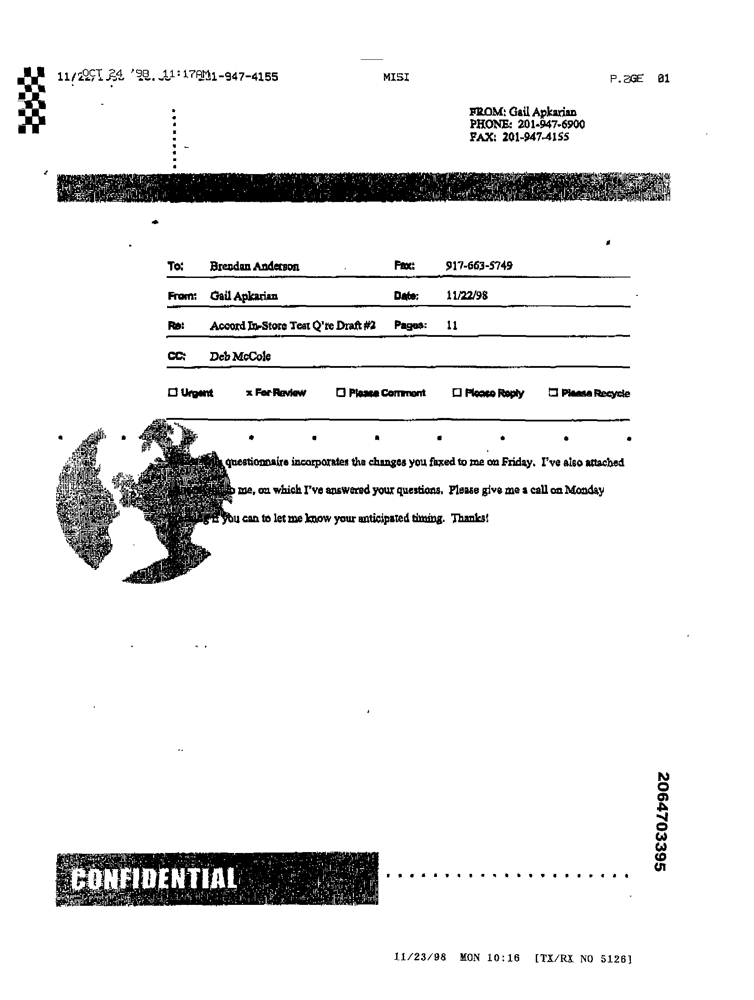 OCT 24 '98 11:17AM 11/22/1998 201-947-4155 MISI P.2GE 01
FROM: Gail Apkarian
PHONE: 201-947-6900
FAX: 201-947-4155
To: Brendan Anderson Fax: 917-663-5749
From: Gail Apkarian Date: 11/22/98
Re: Accord In-Store Test Q're Draft #2 Pages: 11
CC: Deb McCole
☐ Urgent x For Review ☐ Please Comment ☐ Please Reply ☐ Please Recycle
questionnaire incorporates the changes you faxed to me on Friday. I've also attached
me, on which I've answered your questions. Please give me a call on Monday
if you can to let me know your anticipated timing. Thanks!
2064703395
CONFIDENTIAL
11/23/98 MON 10:16 [TX/RX NO 5126]